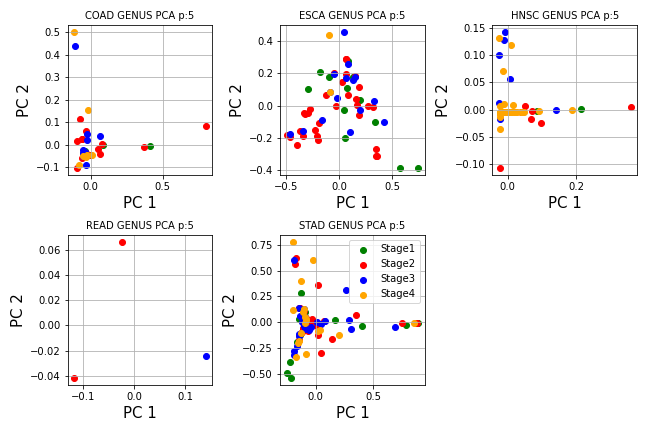 COAD GENUS PCA p:5
ESCA GENUS PCA p:5
HNSC GENUS PCA p:5
0.5
0.4
0.3
0.2
0.1
0.0
−0.1
PC 2
0.0
0.5
PC 1
0.4
0.2
0.0
−0.2
−0.4
PC 2
−0.5
0.0
0.5
PC 1
0.15
0.10
0.05
0.00
−0.05
−0.10
PC 2
0.0
0.2
PC 1
READ GENUS PCA p:5
STAD GENUS PCA p:5
0.06
0.04
0.02
0.00
−0.02
−0.04
PC 2
−0.1
0.0
0.1
PC 1
0.75
0.50
0.25
0.00
−0.25
−0.50
PC 2
0.0
0.5
PC 1
Stage1
Stage2
Stage3
Stage4